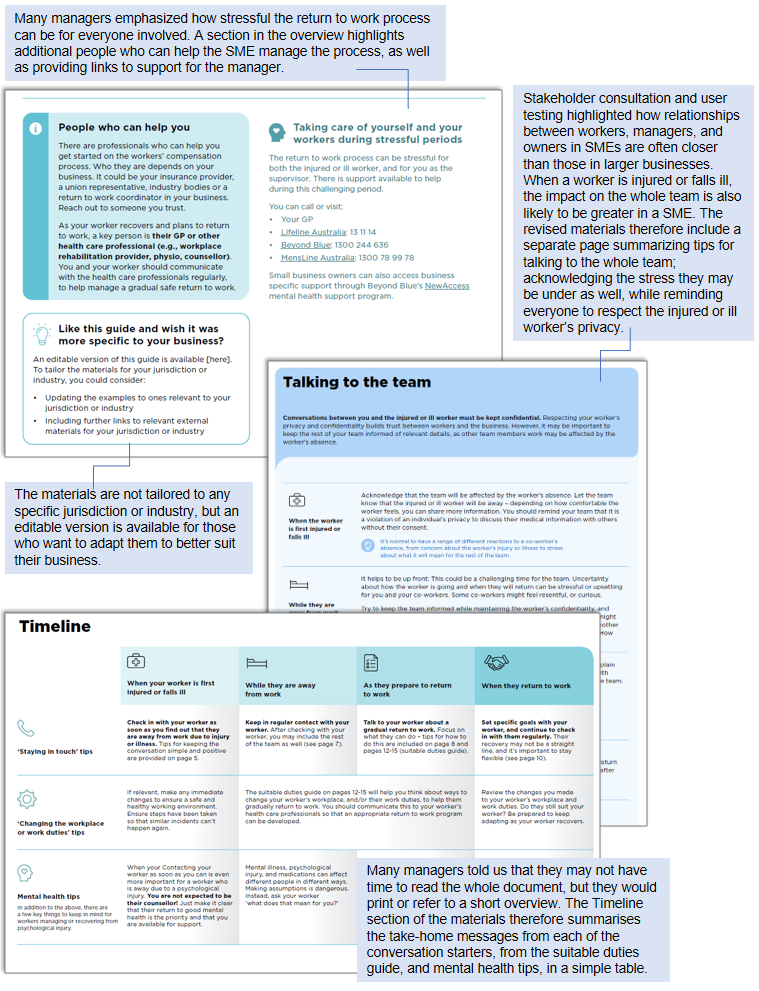 Many managers emphasized how stressful the return to work process
can be for everyone involved. A section in the overview highlights
additional people who can help the SME manage the process, as well
as providing links to support for the manager.
Stakeholder consultation and user
testing highlighted how relationships
between workers, managers, and
owners in SMEs are often closer
than those in larger businesses.
When a worker is injured or falls ill,
the impact on the whole team is also
likely to be greater in a SME. The
revised materials therefore include a
separate page summarizing tips for
talking to the whole team;
acknowledging the stress they may
be under as well, while reminding
everyone to respect the injured or ill
worker's privacy.
People who can help you
There are professionals who can help you
get started on the workers' compensation
process. Who they are depends on your
business. It could be your insurance provider,
a union representative, industry bodies or a
return to work coordinator in your business.
Reach out to someone you trust.
As your worker recovers and plans to return
to work, a key person is their GP or other
health care professional (e.g., workplace
rehabilitation provider, physio, counsellor).
You and your worker should communicate
with the health care professionals regularly,
to help manage a gradual safe return to work.
Taking care of yourself and your
workers during stressful periods
The return to work process can be stressful for
both the injured or ill worker, and for you as the
supervisor. There is support available to help
during this challenging period.
You can call or visit:
• Your GP
• Lifeline Australia: 13 11 14
• Beyond Blue: 1300 244 636
• MensLine Australia: 1300 78 99 78
Small business owners can also access business
specific support through Beyond Blue's NewAccess
mental health support program.
Like this guide and wish it was
more specific to your business?
An editable version of this guide is available [here].
To tailor the materials for your jurisdiction or
industry, you could consider:
• Updating the examples to ones relevant to your
jurisdiction or industry
• Including further links to relevant external
materials for your jurisdiction or industry
The materials are not tailored to any
specific jurisdiction or industry, but an
editable version is available for those
who want to adapt them to better suit
their business.
Talking to the team
Conversations between you and the injured or ill worker must be kept confidential. Respecting your worker's
privacy and confidentiality builds trust between workers and the business. However, it may be important to
keep the rest of your team informed of relevant details, as other team members work may be affected by the
worker's absence.
When the worker
is first injured or
falls ill
Acknowledge that the team will be affected by the worker's absence. Let the team
know that the injured or ill worker will be away – depending on how comfortable the
worker feels, you can share more information. You should remind your team that it is
a violation of an individual's privacy to discuss their medical information with others
without their consent.
It's normal to have a range of different reactions to a co-worker's
absence, from concern about the worker's injury or illness to stress
about what it will mean for the rest of the team.
While they are
It helps to be up front: This could be a challenging time for the team. Uncertainty
about how the worker is going and when they will return can be stressful or upsetting
for you and your co-workers. Some co-workers might feel resentful, or curious.
Try to keep the team informed while maintaining the worker's confidentiality, and
might
other
How
plain
ith
e team.
eturn
after
Timeline
When your worker is first
injured or falls ill
While they are away
from work
As they prepare to return
to work
When they return to work
'Staying in touch' tips
Check in with your worker as
soon as you find out that they
are away from work due to injury
or illness. Tips for keeping the
conversation simple and positive
are provided on page 5.
Keep in regular contact with your
worker. After checking with your
worker, you may include the rest
of the team as well (see page 7).
Talk to your worker about a
gradual return to work. Focus on
what they can do – tips for how to
do this are included on page 8 and
pages 12-15 (suitable duties guide).
Set specific goals with your
worker, and continue to check
in with them regularly. Their
recovery may not be a straight
line, and it's important to stay
flexible (see page 10).
'Changing the workplace
or work duties' tips
If relevant, make any immediate
changes to ensure a safe and
healthy working environment.
Ensure steps have been taken
so that similar incidents can't
happen again.
The suitable duties guide on pages 12-15 will help you think about ways to
change your worker's workplace, and/or their work duties, to help them
gradually return to work. You should communicate this to your worker's
health care professionals so that an appropriate return to work program
can be developed.
Review the changes you made
to your worker's workplace and
work duties. Do they still suit your
worker? Be prepared to keep
adapting as your worker recovers.
Mental health tips
In addition to the above, there are
a few key things to keep in mind for
workers managing or recovering from
psychological injury.
When your Contacting your
worker as soon as you can is even
more important for a worker who
is away due to a psychological
injury. You are not expected to be
their counsellor! Just make it clear
that their return to good mental
health is the priority and that you
are available for support.
Mental illness, psychological
injury, and medications can affect
different people in different ways.
Making assumptions is dangerous.
Instead, ask your worker
'what does that mean for you?'
Many managers told us that they may not have
time to read the whole document, but they would
print or refer to a short overview. The Timeline
section of the materials therefore summarises
the take-home messages from each of the
conversation starters, from the suitable duties
guide, and mental health tips, in a simple table.